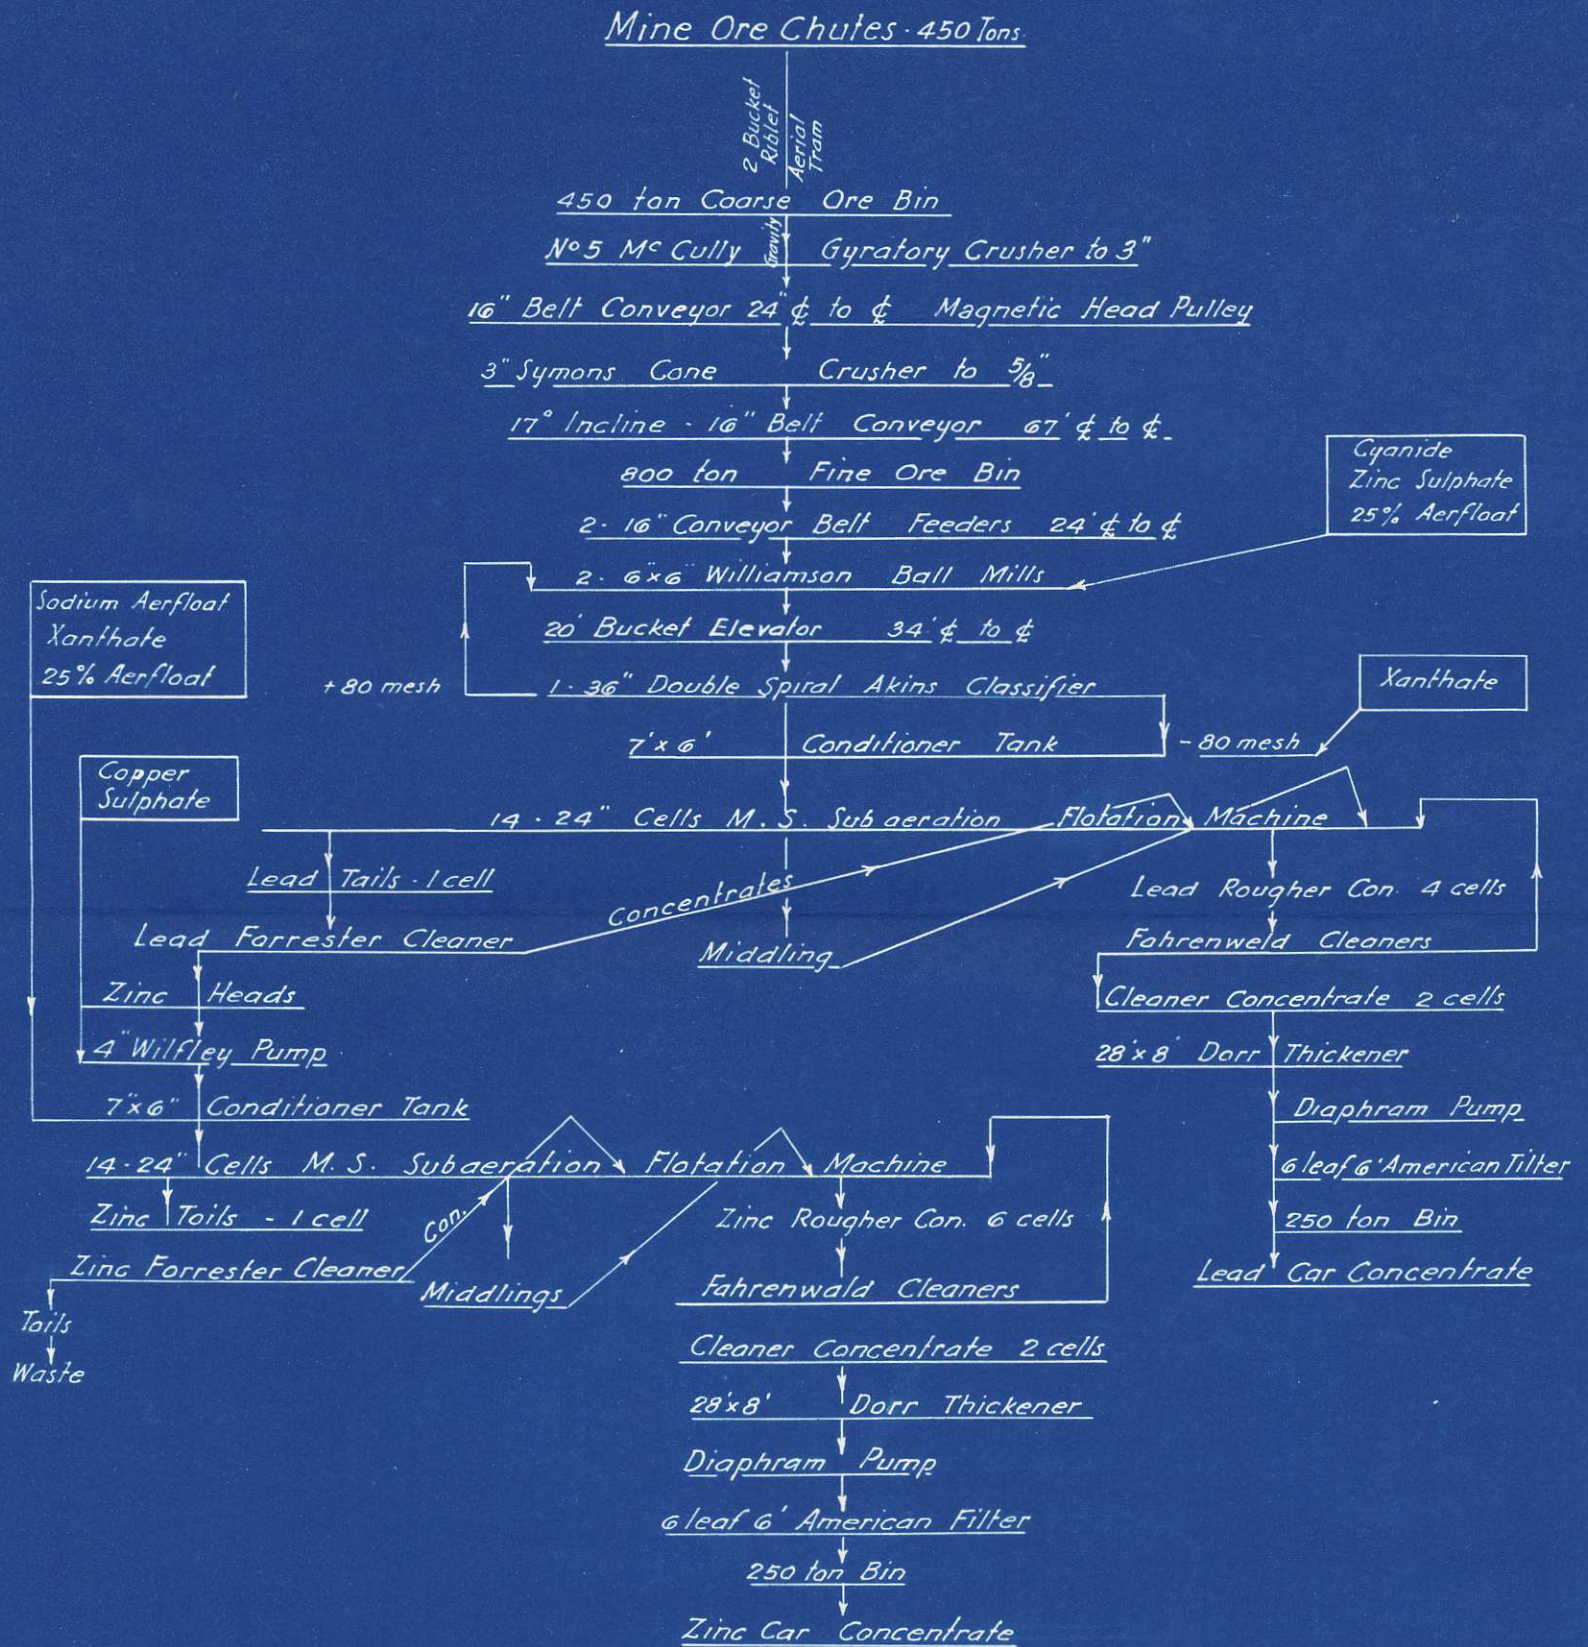 Mine Ore Chutes - 450 Tons.
2 Bucket
Riblet
Aerial
Tram
450 ton Coarse Ore Bin
Gravity
No 5 Mc Cully Gyratory Crusher to 3"
16" Belt Conveyor 24" ℄ to ℄ Magnetic Head Pulley
3" Symons Cone Crusher to 5/8"
17° Incline - 16" Belt Conveyor 67' ℄ to ℄
800 ton Fine Ore Bin
Cyanide
Zinc Sulphate
25% Aerfloat
2 - 16" Conveyor Belt Feeders 24' ℄ to ℄
2 - 6"x6" Williamson Ball Mills
Sodium Aerfloat
Xanthate
25% Aerfloat
20' Bucket Elevator 34' ℄ to ℄
+80 mesh
1 - 36" Double Spiral Akins Classifier
Xanthate
7'x6' Conditioner Tank
-80 mesh
Copper
Sulphate
14 - 24" Cells M. S. Subaeration Flotation Machine
Lead Tails - 1 cell
Concentrates
Lead Rougher Con. 4 cells
Lead Forrester Cleaner
Middling
Fahrenweld Cleaners
Zinc Heads
Cleaner Concentrate 2 cells
4" Wilfley Pump
28'x8' Dorr Thickener
7"x6" Conditioner Tank
Diaphram Pump
14-24" Cells M. S. Subaeration Flotation Machine
6 leaf 6' American Filter
Zinc Tails - 1 cell
Con.
Zinc Rougher Con. 6 cells
250 ton Bin
Zinc Forrester Cleaner
Middlings
Fahrenwald Cleaners
Lead Car Concentrate
Tails
Waste
Cleaner Concentrate 2 cells
28'x8' Dorr Thickener
Diaphram Pump
6 leaf 6' American Filter
250 ton Bin
Zinc Car Concentrate